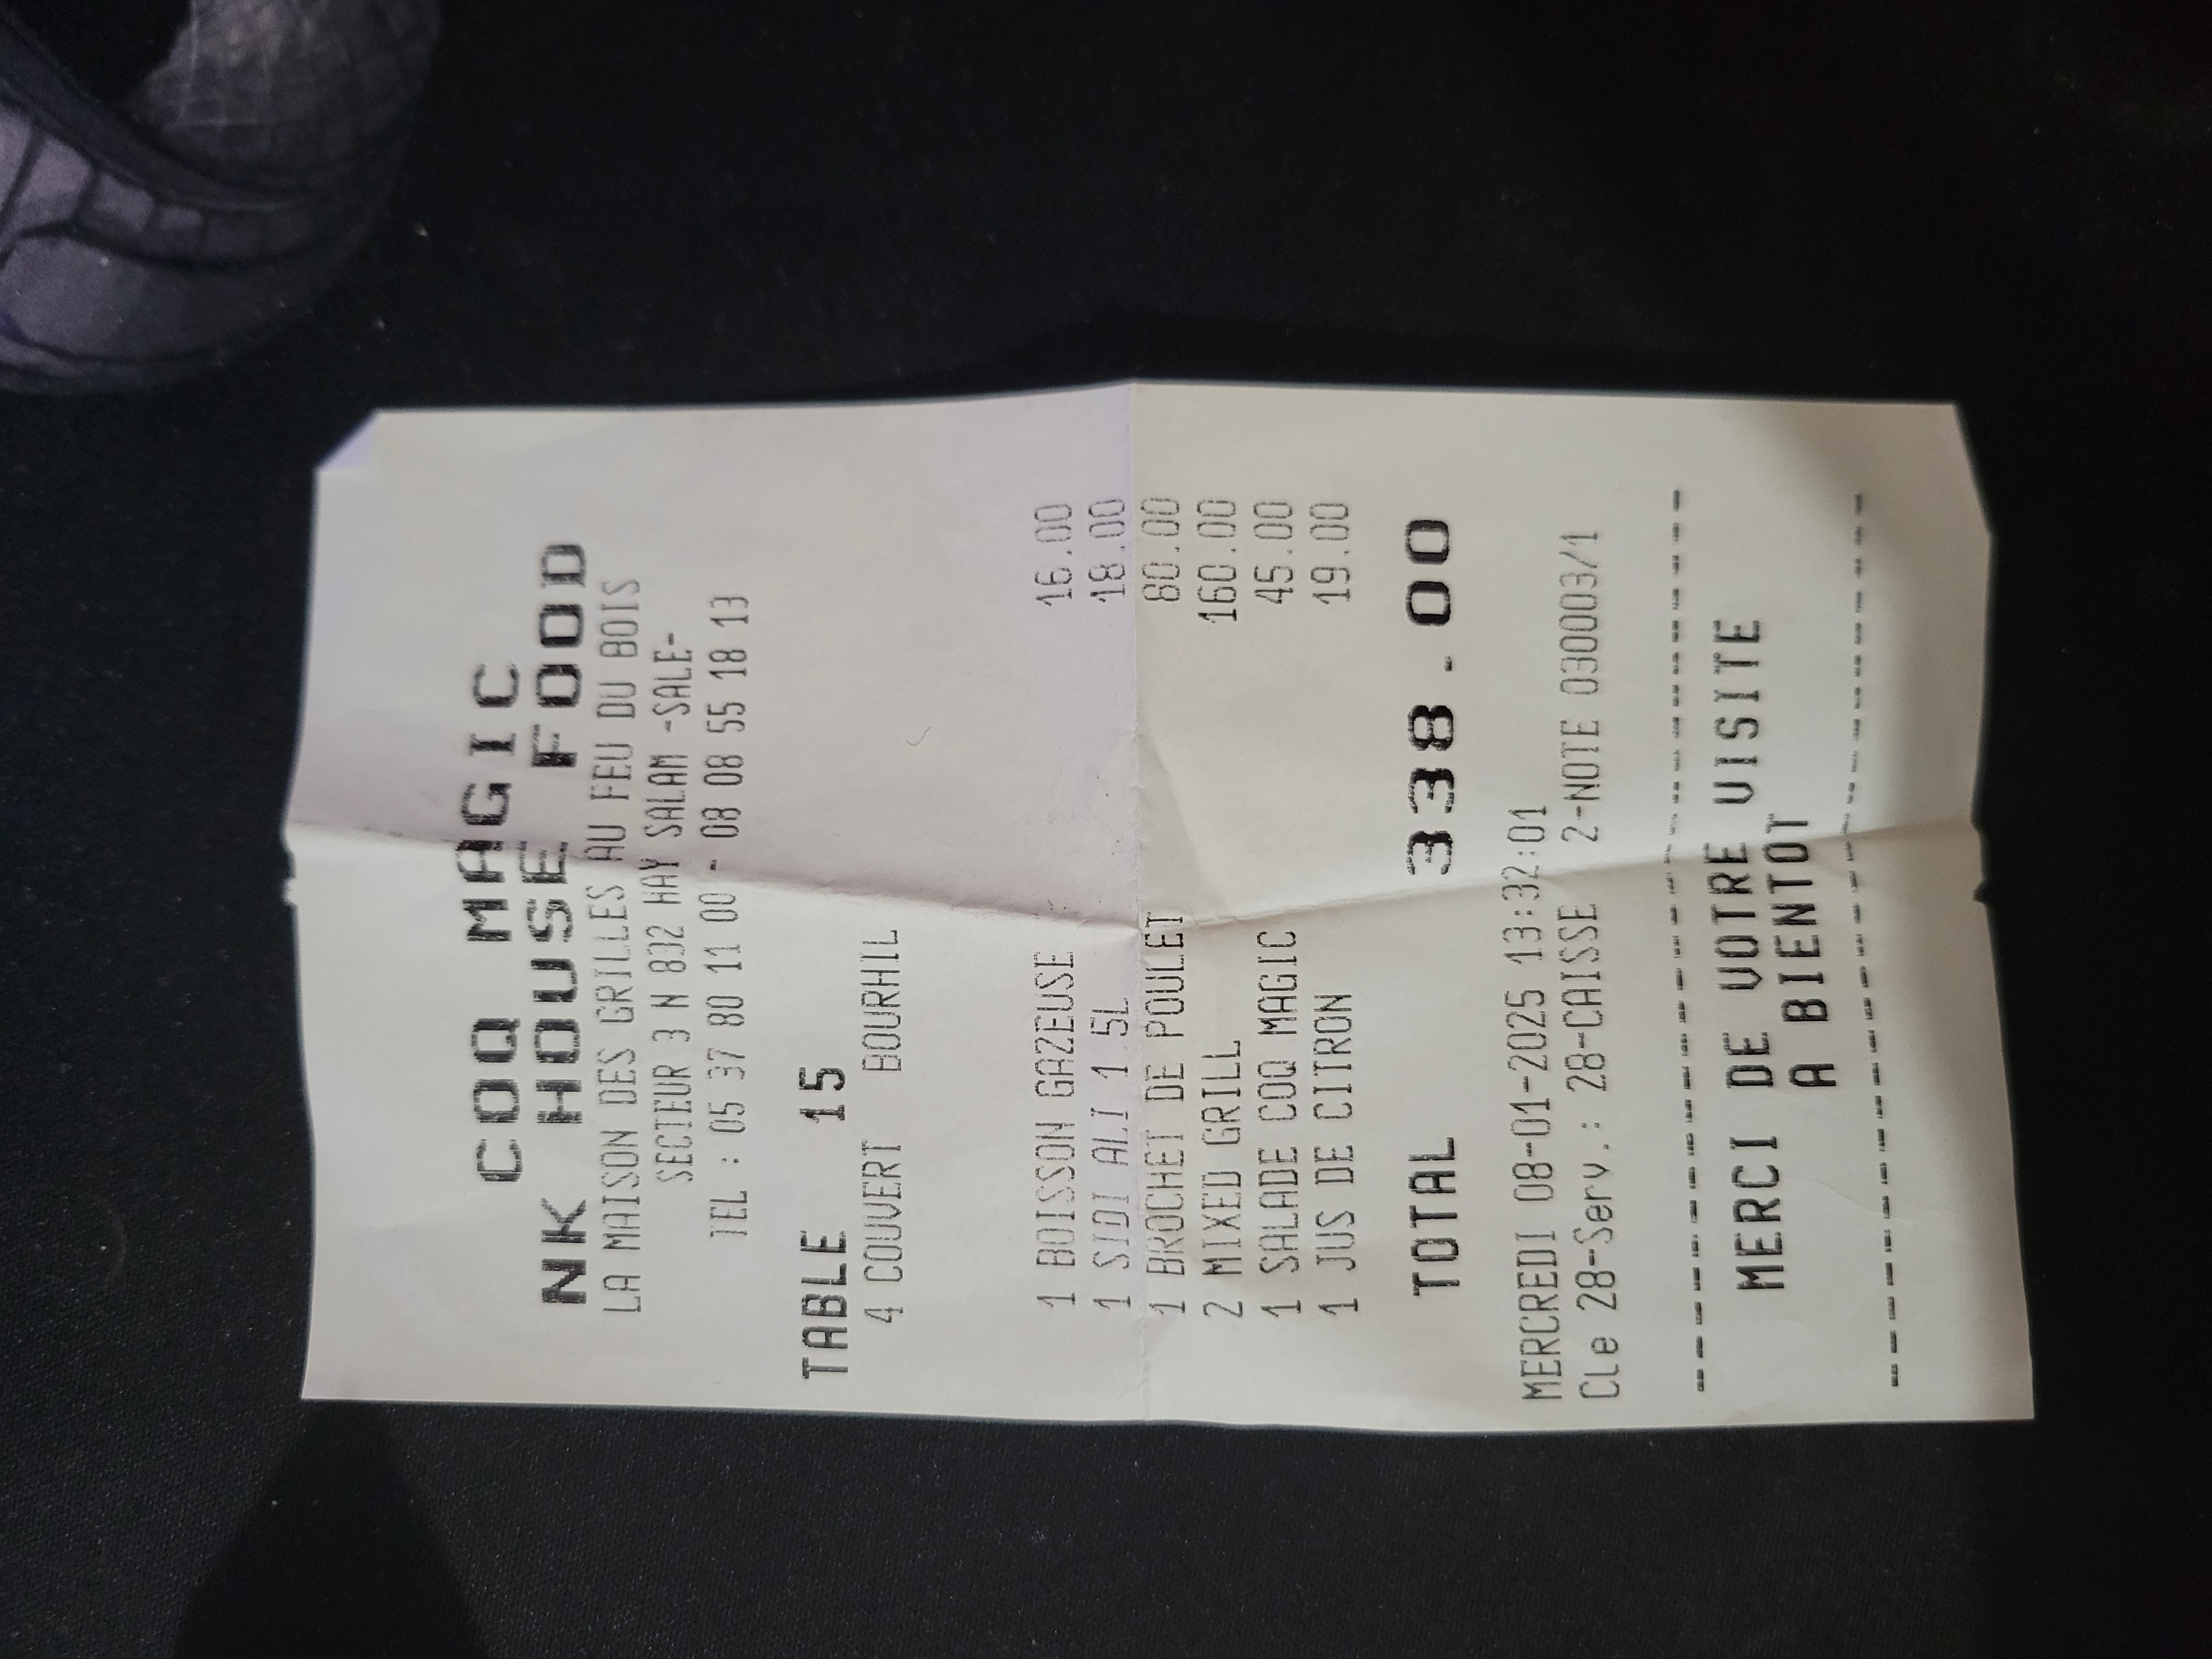 COQ MAGIC
NK HOUSE FOOD
LA MAISON DES GRILLES AU FEU DU BOIS
SECTEUR 3 N 832 HAY SALAM -SALE-
TEL : 05 37 80 11 00 - 08 08 55 18 13
TABLE 15
4 COUVERT BOURHIL
1 BOISSON GAZEUSE 16.00
1 SIDI ALI 1 5L 18.00
1 BROCHET DE POULET 80.00
2 MIXED GRILL 160.00
1 SALADE COQ MAGIC 45.00
1 JUS DE CITRON 19.00
TOTAL 338.00
MERCREDI 08-01-2025 13:32:01
Cle 28-Serv.: 28-CAISSE 2-NOTE 030003/1
MERCI DE VOTRE VISITE
A BIENTOT